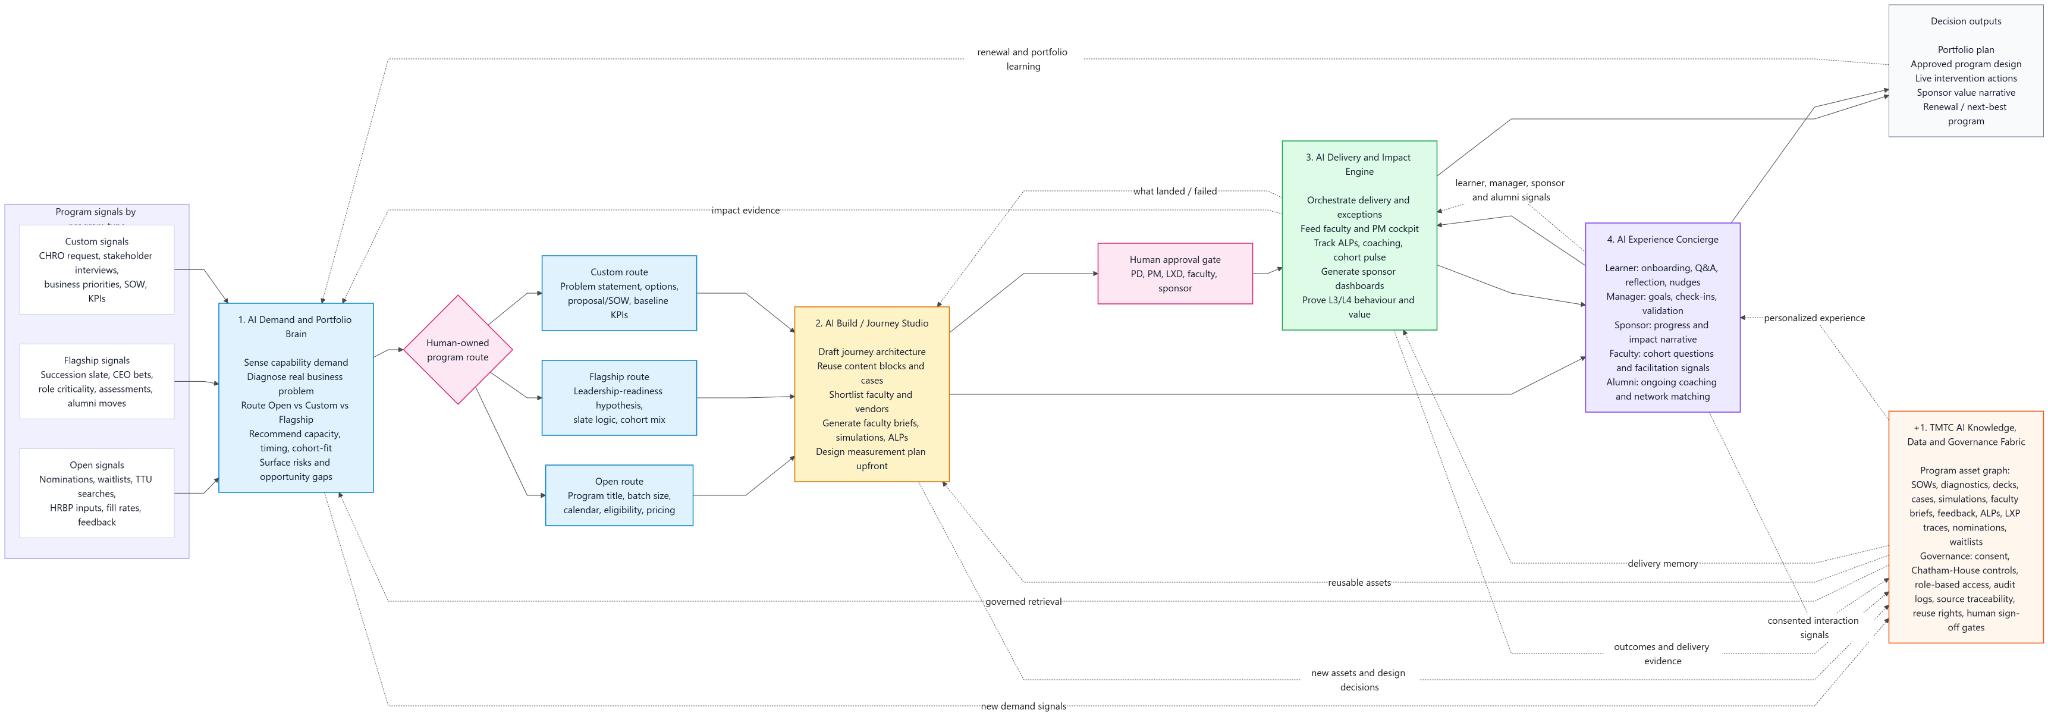 Program signals by
Custom signals
CHRO request, stakeholder
interviews,
business priorities, SOW,
KPIs
Flagship signals
Succession slate, CEO bets,
role criticality, assessments,
alumni moves
Open signals
Nominations, waitlists, TTU
searches,
HRBP inputs, fill rates,
feedback
1. AI Demand and Portfolio
Brain
Sense capability demand
Diagnose real business
problem
Route Open vs Custom vs
Flagship
Recommend capacity,
timing, cohort-fit
Surface risks and
opportunity gaps
Human-owned
program route
Custom route
Problem statement, options,
proposal/SOW, baseline
KPIs
Flagship route
Leadership-readiness
hypothesis,
slate logic, cohort mix
Open route
Program title, batch size,
calendar, eligibility, pricing
2. AI Build / Journey Studio
Draft journey architecture
Reuse content blocks and
cases
Shortlist faculty and
vendors
Generate faculty briefs,
simulations, ALPs
Design measurement plan
upfront
Human approval gate
PD, PM, LXD, faculty,
sponsor
3. AI Delivery and Impact
Engine
Orchestrate delivery and
exceptions
Feed faculty and PM cockpit
Track ALPs, coaching,
cohort pulse
Generate sponsor
dashboards
Prove L3/L4 behaviour and
value
4. AI Experience Concierge
Learner: onboarding, Q&A,
reflection, nudges
Manager: goals, check-ins,
validation
Sponsor: progress and
impact narrative
Faculty: cohort questions
and facilitation signals
Alumni: ongoing coaching
and network matching
Decision outputs
Portfolio plan
Approved program design
Live intervention actions
Sponsor value narrative
Renewal / next-best
program
+1. TMTC AI Knowledge,
Data and Governance Fabric
Program asset graph:
SOWs, diagnostics, decks,
cases, simulations, faculty
briefs, feedback, ALPs, LXP
traces, nominations,
waitlists
Governance: consent,
Chatham-House controls,
role-based access, audit
logs, source traceability,
reuse rights, human sign-
off gates
renewal and portfolio
learning
what landed / failed
impact evidence
learner, manager, sponsor
and alumni signals
personalized experience
delivery memory
reusable assets
governed retrieval
consented interaction
signals
outcomes and delivery
evidence
new assets and design
decisions
new demand signals